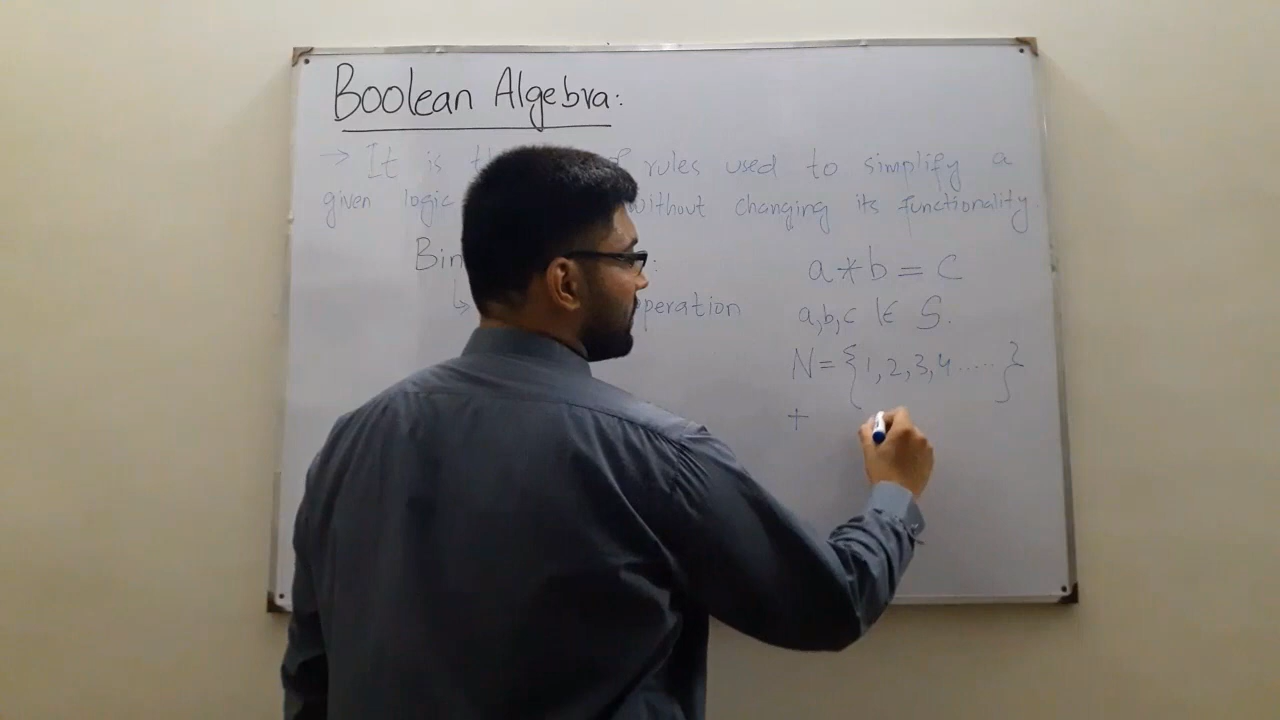 Boolean Algebra:
→ It is rules used to simplify a
given logic without changing its functionality.
a * b = c
↳ operation
a,b,c ∈ S.
N = {1,2,3,4.....}
+